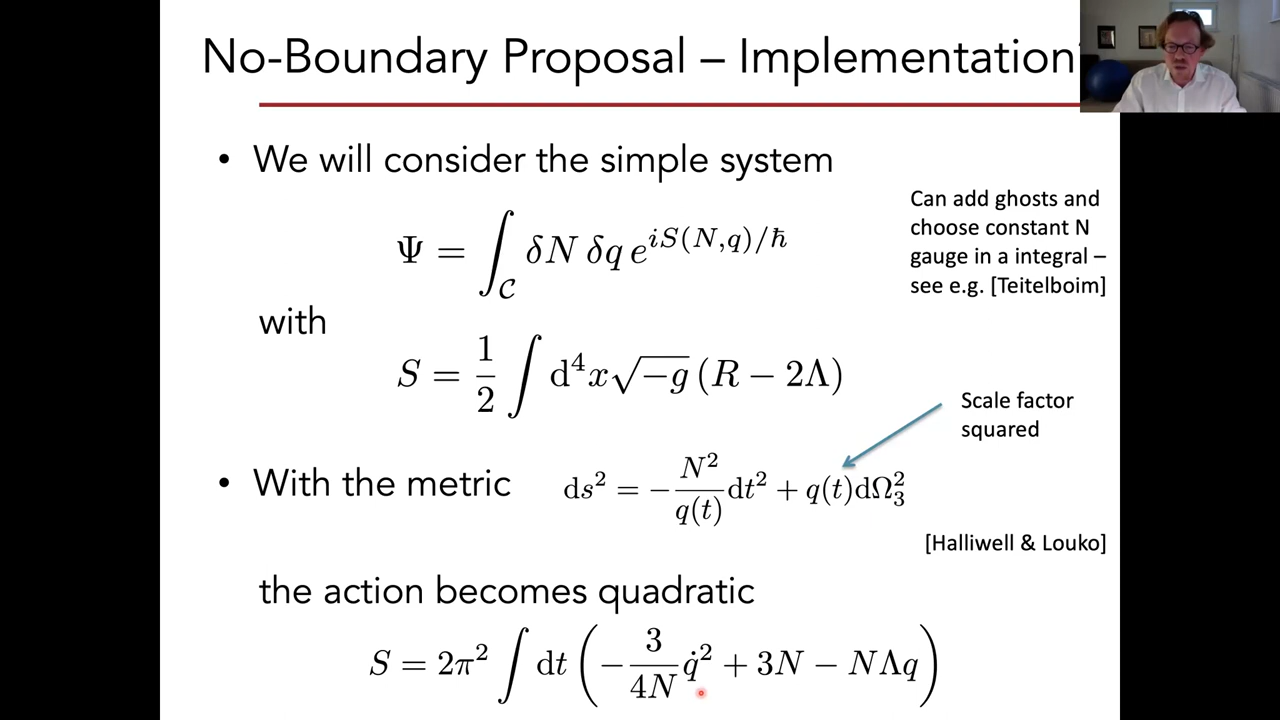 No-Boundary Proposal – Implementation
• We will consider the simple system
Ψ = ∫_C δN δq e^{iS(N,q)/ħ}
Can add ghosts and
choose constant N
gauge in a integral –
see e.g. [Teitelboim]
with
S = 1/2 ∫ d⁴x √−g (R − 2Λ)
Scale factor
squared
• With the metric ds² = − N²/q(t) dt² + q(t)dΩ₃²
[Halliwell & Louko]
the action becomes quadratic
S = 2π² ∫ dt ( − 3/4N q̇² + 3N − NΛq )